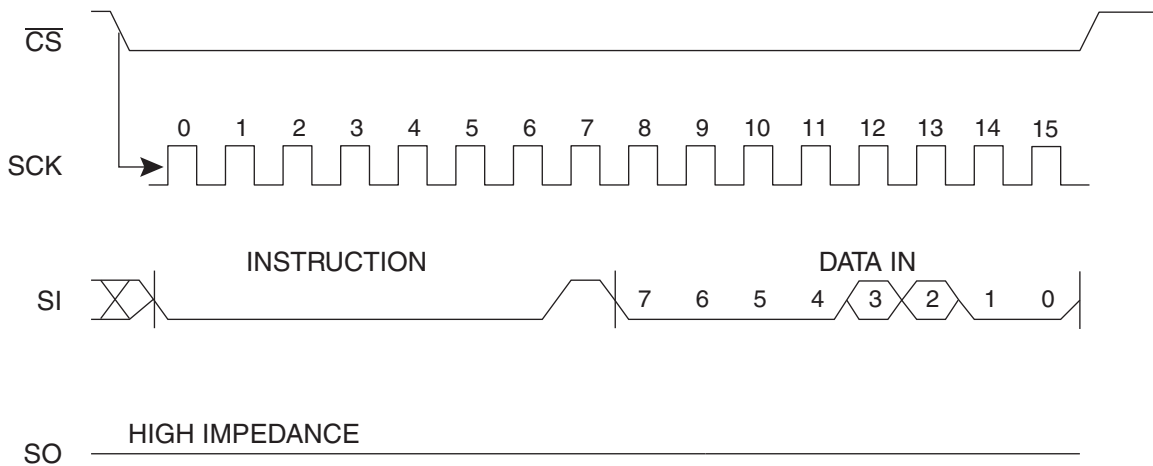 CS
0 1 2 3 4 5 6 7 8 9 10 11 12 13 14 15
SCK
INSTRUCTION DATA IN
SI 7 6 5 4 3 2 1 0
HIGH IMPEDANCE
SO